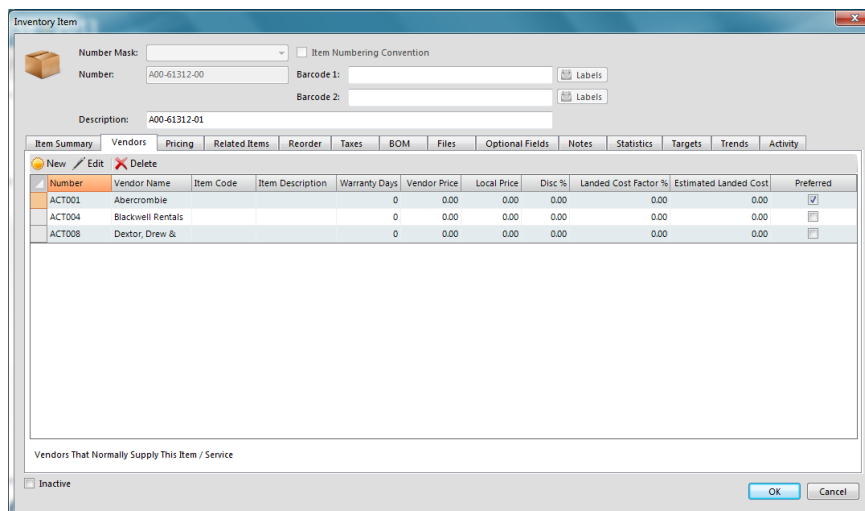 Inventory Item
x
Number Mask: Item Numbering Convention
Number: A00-61312-00 Barcode 1: Labels
Barcode 2: Labels
Description: A00-61312-01
Item Summary Vendors Pricing Related Items Reorder Taxes BOM Files Optional Fields Notes Statistics Targets Trends Activity
New Edit Delete
Number Vendor Name Item Code Item Description Warranty Days Vendor Price Local Price Disc % Landed Cost Factor % Estimated Landed Cost Preferred
ACT001 Abercrombie 0 0.00 0.00 0.00 0.00 0.00
ACT004 Blackwell Rentals 0 0.00 0.00 0.00 0.00 0.00
ACT008 Dextor, Drew & 0 0.00 0.00 0.00 0.00 0.00
Vendors That Normally Supply This Item / Service
Inactive
OK Cancel